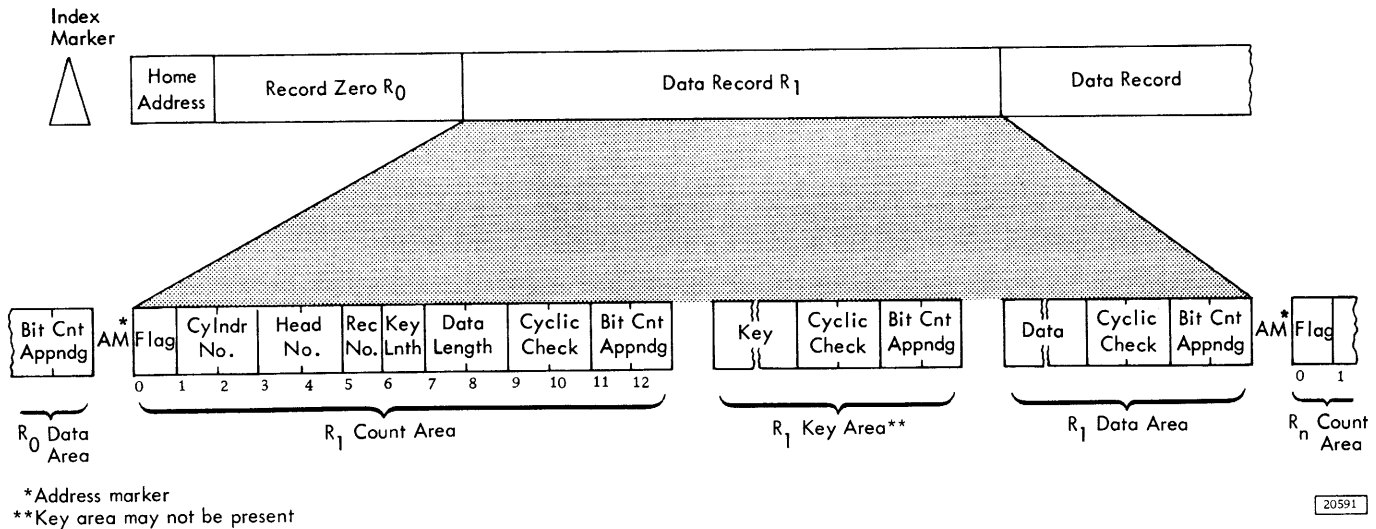 Index
Marker
Home
Address
Record Zero R0
Data Record R1
Data Record
Bit Cnt
Appndg
AM*
Flag
Cylndr
No.
Head
No.
Rec
No.
Key
Lnth
Data
Length
Cyclic
Check
Bit Cnt
Appndg
Key
Cyclic
Check
Bit Cnt
Appndg
Data
Cyclic
Check
Bit Cnt
Appndg
AM*
Flag
0 1 2 3 4 5 6 7 8 9 10 11 12
0 1
R0 Data
Area
R1 Count Area
R1 Key Area**
R1 Data Area
Rn Count
Area
*Address marker
**Key area may not be present
20591